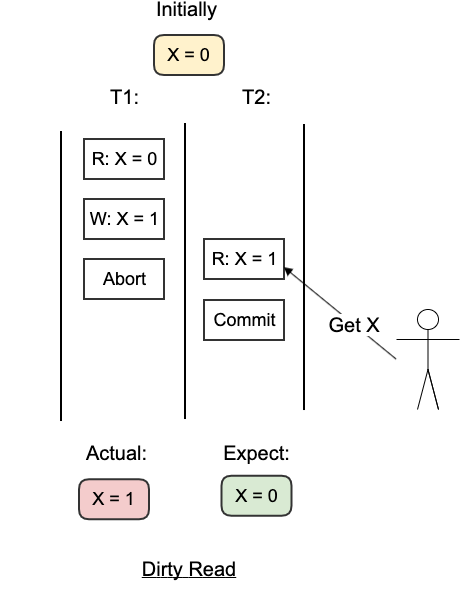 Initially
X = 0
T1:
T2:
R: X = 0
W: X = 1
R: X = 1
Abort
Commit
Get X
Actual:
Expect:
X = 1
X = 0
Dirty Read